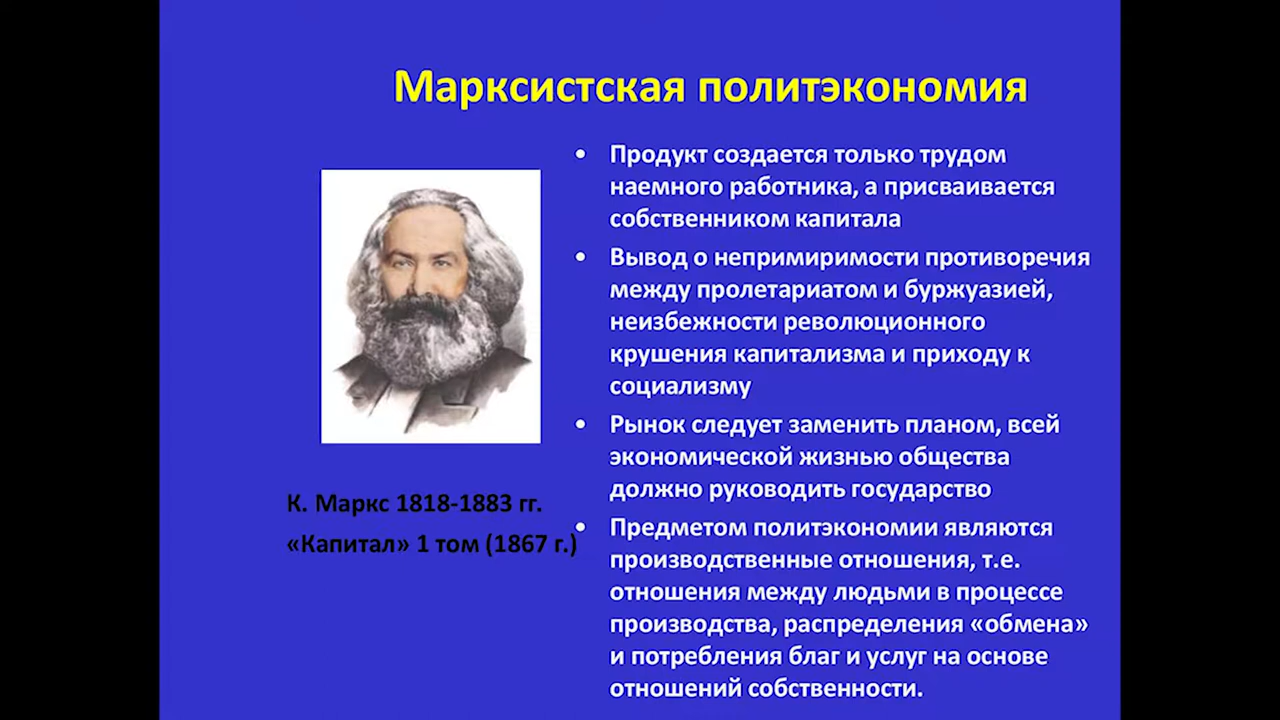 Марксистская политэкономия
• Продукт создается только трудом
наемного работника, а присваивается
собственником капитала
• Вывод о непримиримости противоречия
между пролетариатом и буржуазией,
неизбежности революционного
крушения капитализма и приходу к
социализму
• Рынок следует заменить планом, всей
экономической жизнью общества
должно руководить государство
• Предметом политэкономии являются
производственные отношения, т.е.
отношения между людьми в процессе
производства, распределения «обмена»
и потребления благ и услуг на основе
отношений собственности.
К. Маркс 1818-1883 гг.
«Капитал» 1 том (1867 г.)